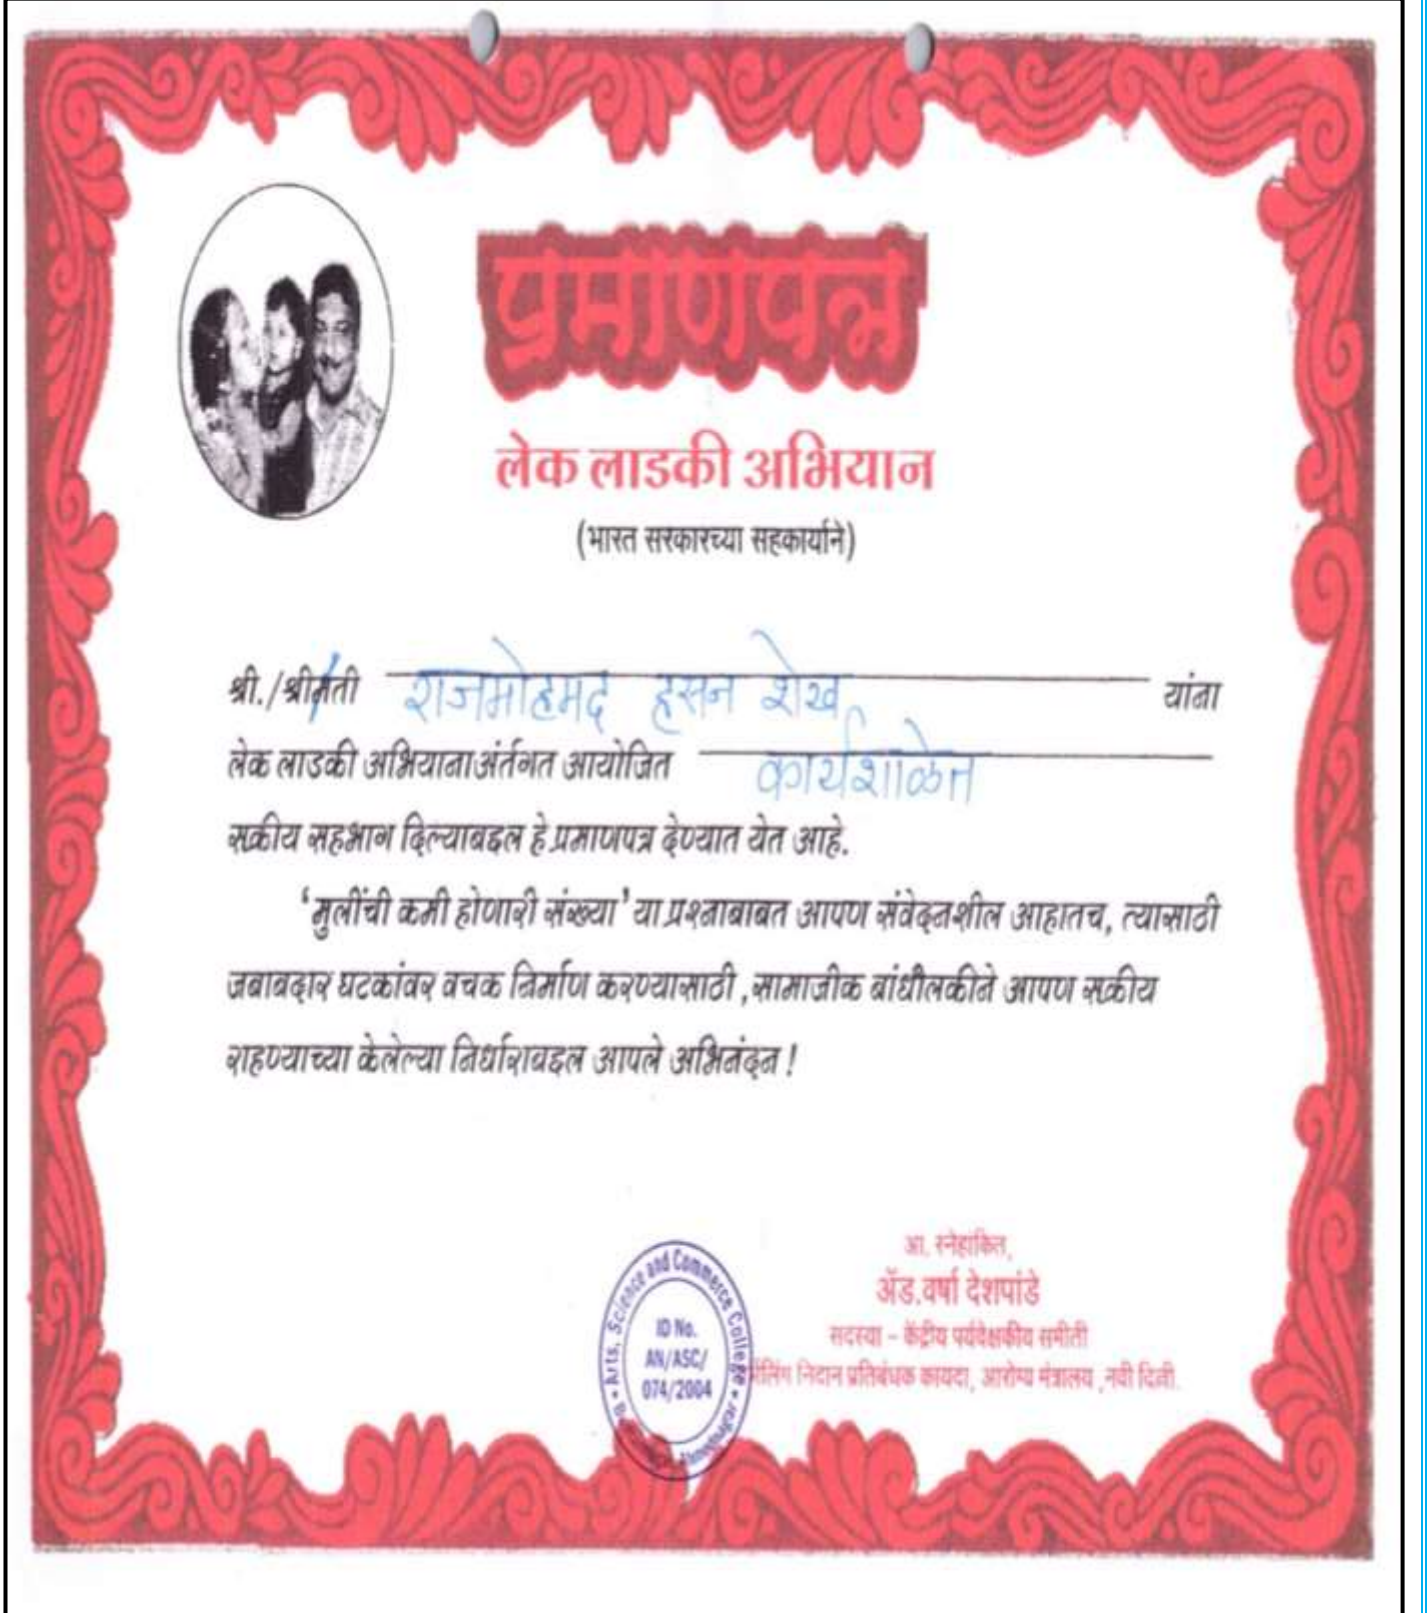 प्रमाणपत्र
लेक लाडकी अभियान
(भारत सरकारच्या सहकार्याने)
श्री./श्रीमती राजमोहमद हसन शेख यांना
लेक लाडकी अभियानाअंर्तगत आयोजित कार्यशाळेत
सक्रीय सहभाग दिल्याबद्दल हे प्रमाणपत्र देण्यात येत आहे.
'मुलींची कमी होणारी संख्या' या प्रश्नाबाबत आपण संवेदनशील आहातच, त्यासाठी
जबाबदार घटकांवर वचक निर्माण करण्यासाठी, सामाजीक बांधीलकीने आपण सक्रीय
राहण्याच्या केलेल्या निर्धाराबद्दल आपले अभिनंदन !
आ. स्नेहांकित,
ॲड.वर्षा देशपांडे
सदस्या – केंद्रीय पर्यवेक्षकीय समीती
निदान प्रतिबंधक कायदा, आरोग्य मंत्रालय ,नवी दिल्ली.
Arts, Science and Commerce College
ID No.
AN/ASC/
074/2004